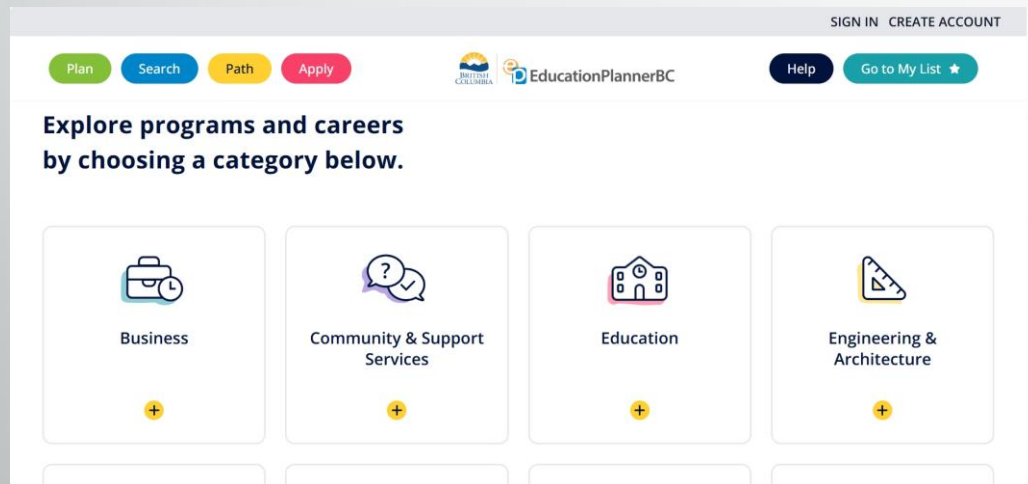 SIGN IN CREATE ACCOUNT
Plan Search Path Apply BRITISH COLUMBIA EducationPlannerBC Help Go to My List
Explore programs and careers
by choosing a category below.
Business
Community & Support
Services
Education
Engineering &
Architecture